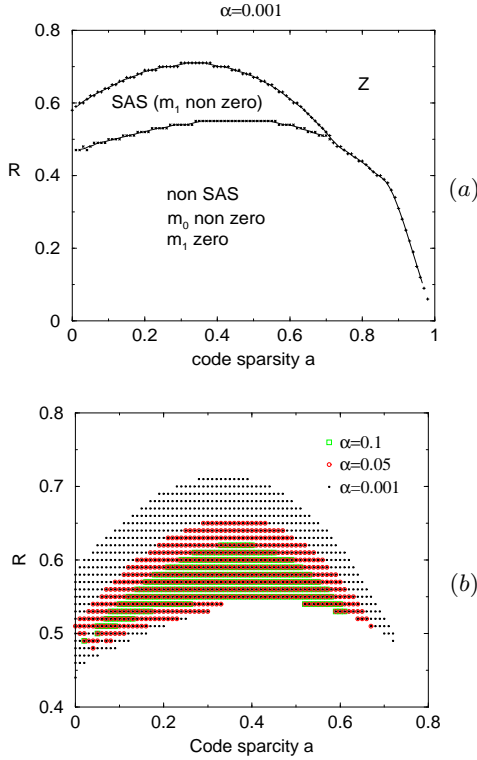 α=0.001
0.8
0.6
0.4
0.2
0
R
SAS (m₁ non zero)
Z
non SAS
m₀ non zero
m₁ zero
(a)
0 0.2 0.4 0.6 0.8 1
code sparsity a
0.8
0.7
0.6
0.5
0.4
R
α=0.1
α=0.05
α=0.001
(b)
0 0.2 0.4 0.6 0.8
Code sparcity a